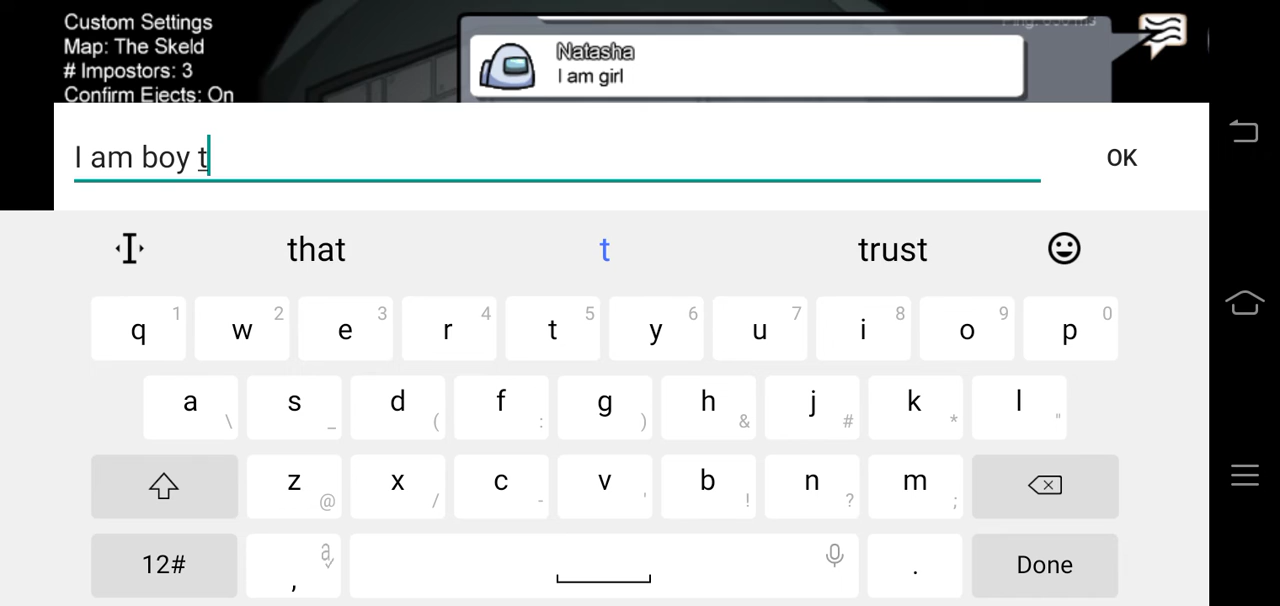 Custom Settings
Map: The Skeld
# Impostors: 3
Confirm Ejects: On
Natasha
I am girl
I am boy t
OK
that t trust
q 1 w 2 e 3 r 4 t 5 y 6 u 7 i 8 o 9 p 0
a \ s _ d ( f : g ) h & j # k * l "
z @ x / c - v ' b ! n ? m ;
12# , a . Done